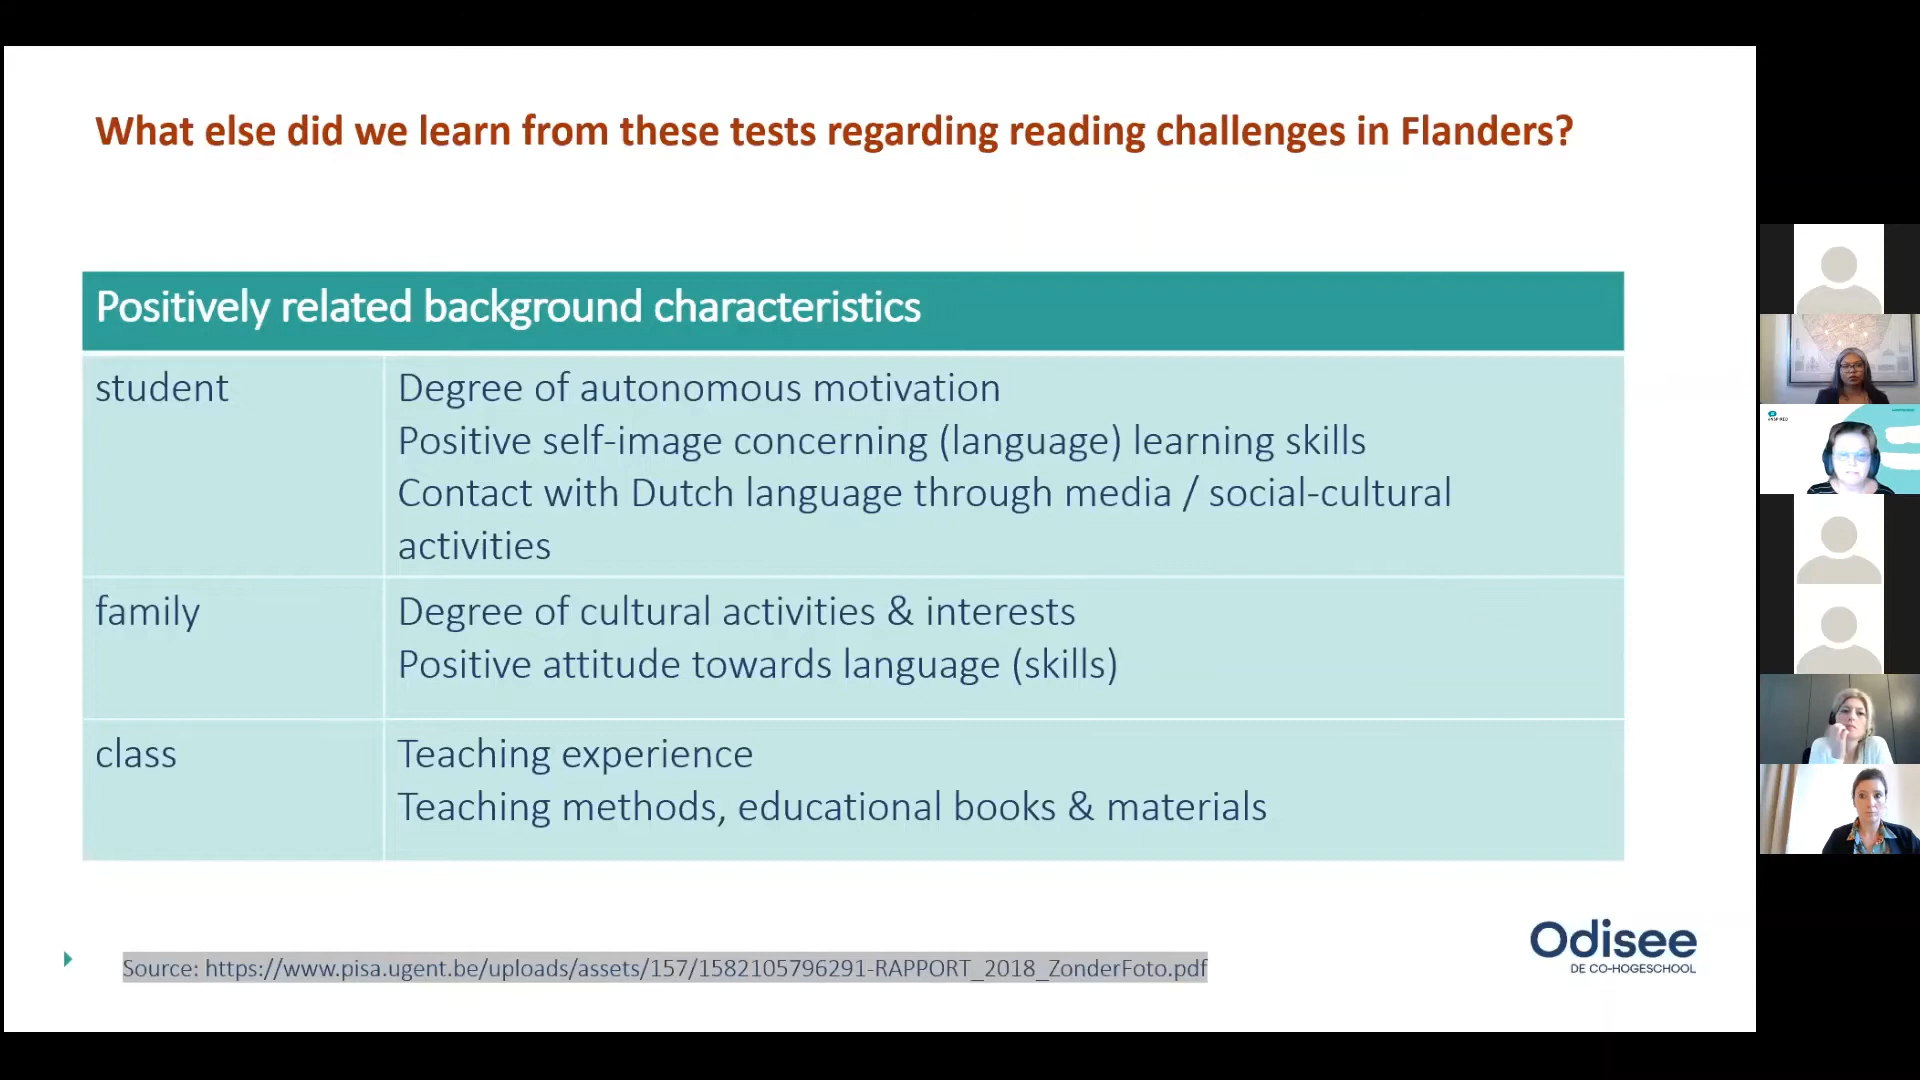 What else did we learn from these tests regarding reading challenges in Flanders?
Positively related background characteristics
student
Degree of autonomous motivation
Positive self-image concerning (language) learning skills
Contact with Dutch language through media / social-cultural
activities
family
Degree of cultural activities & interests
Positive attitude towards language (skills)
class
Teaching experience
Teaching methods, educational books & materials
Source: https://www.pisa.ugent.be/uploads/assets/157/1582105796291-RAPPORT_2018_ZonderFoto.pdf
Odisee
DE CO-HOGESCHOOL